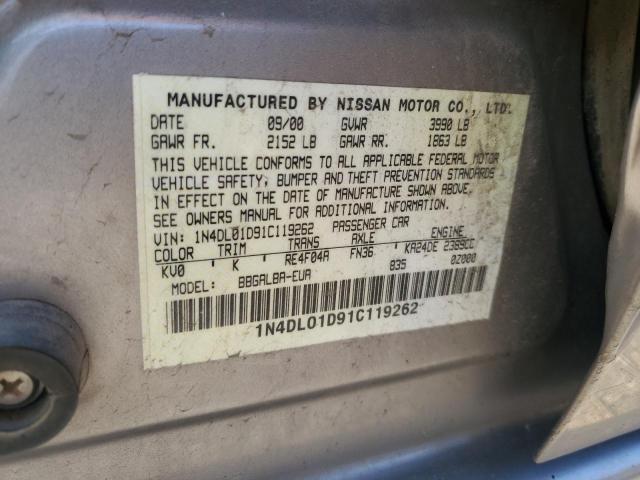 MANUFACTURED BY NISSAN MOTOR CO., LTD.
DATE 09/00 GVWR 3990 LB
GAWR FR. 2152 LB GAWR RR. 1863 LB
THIS VEHICLE CONFORMS TO ALL APPLICABLE FEDERAL MOTOR
VEHICLE SAFETY, BUMPER AND THEFT PREVENTION STANDARDS
IN EFFECT ON THE DATE OF MANUFACTURE SHOWN ABOVE.
SEE OWNERS MANUAL FOR ADDITIONAL INFORMATION.
VIN: 1N4DL01D91C119262 PASSENGER CAR
COLOR TRIM TRANS AXLE ENGINE
KV0 K RE4F04A FN36 KA24DE 2389CC
MODEL: BBGALBA-EUA 835 0Z000
1N4DL01D91C119262